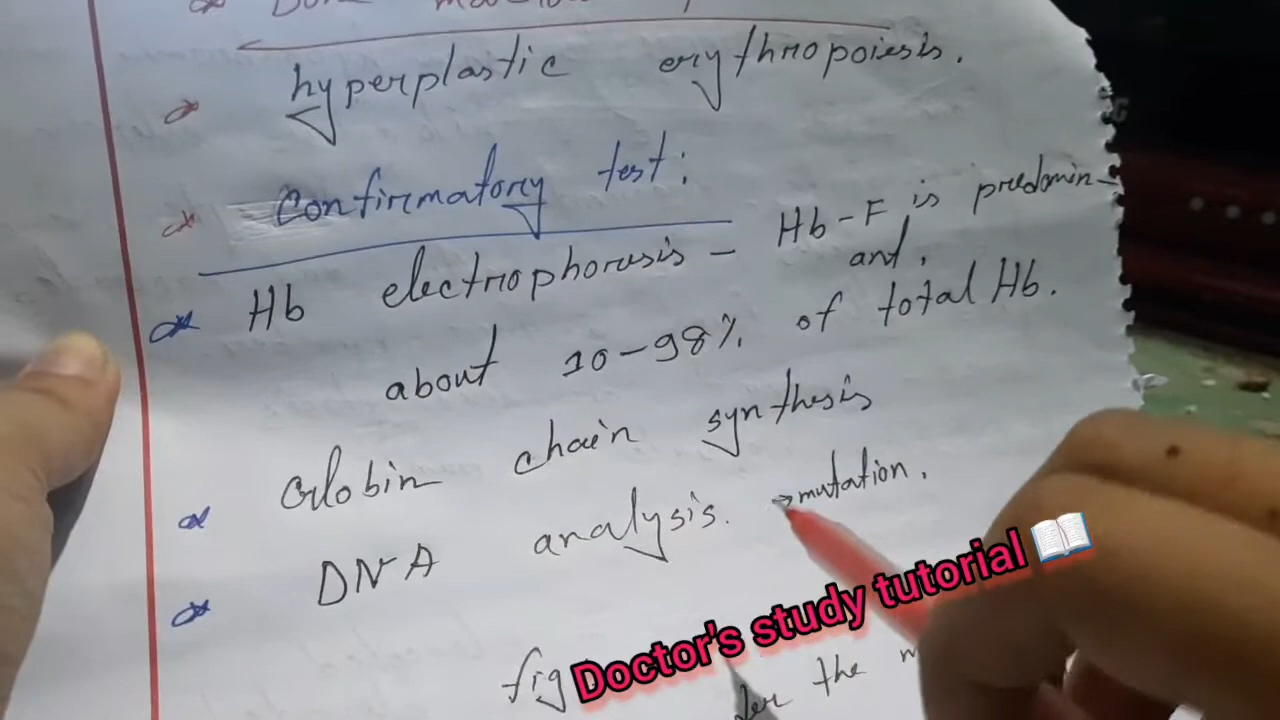 Bone
hyperplastic erythropoiesis.
Confirmatory test:
Hb electrophoresis - Hb-F is predomin-
and,
about 10-98% of total Hb.
Globin chain synthesis
DNA analysis. → mutation.
fig
the
Doctor's study tutorial 📖